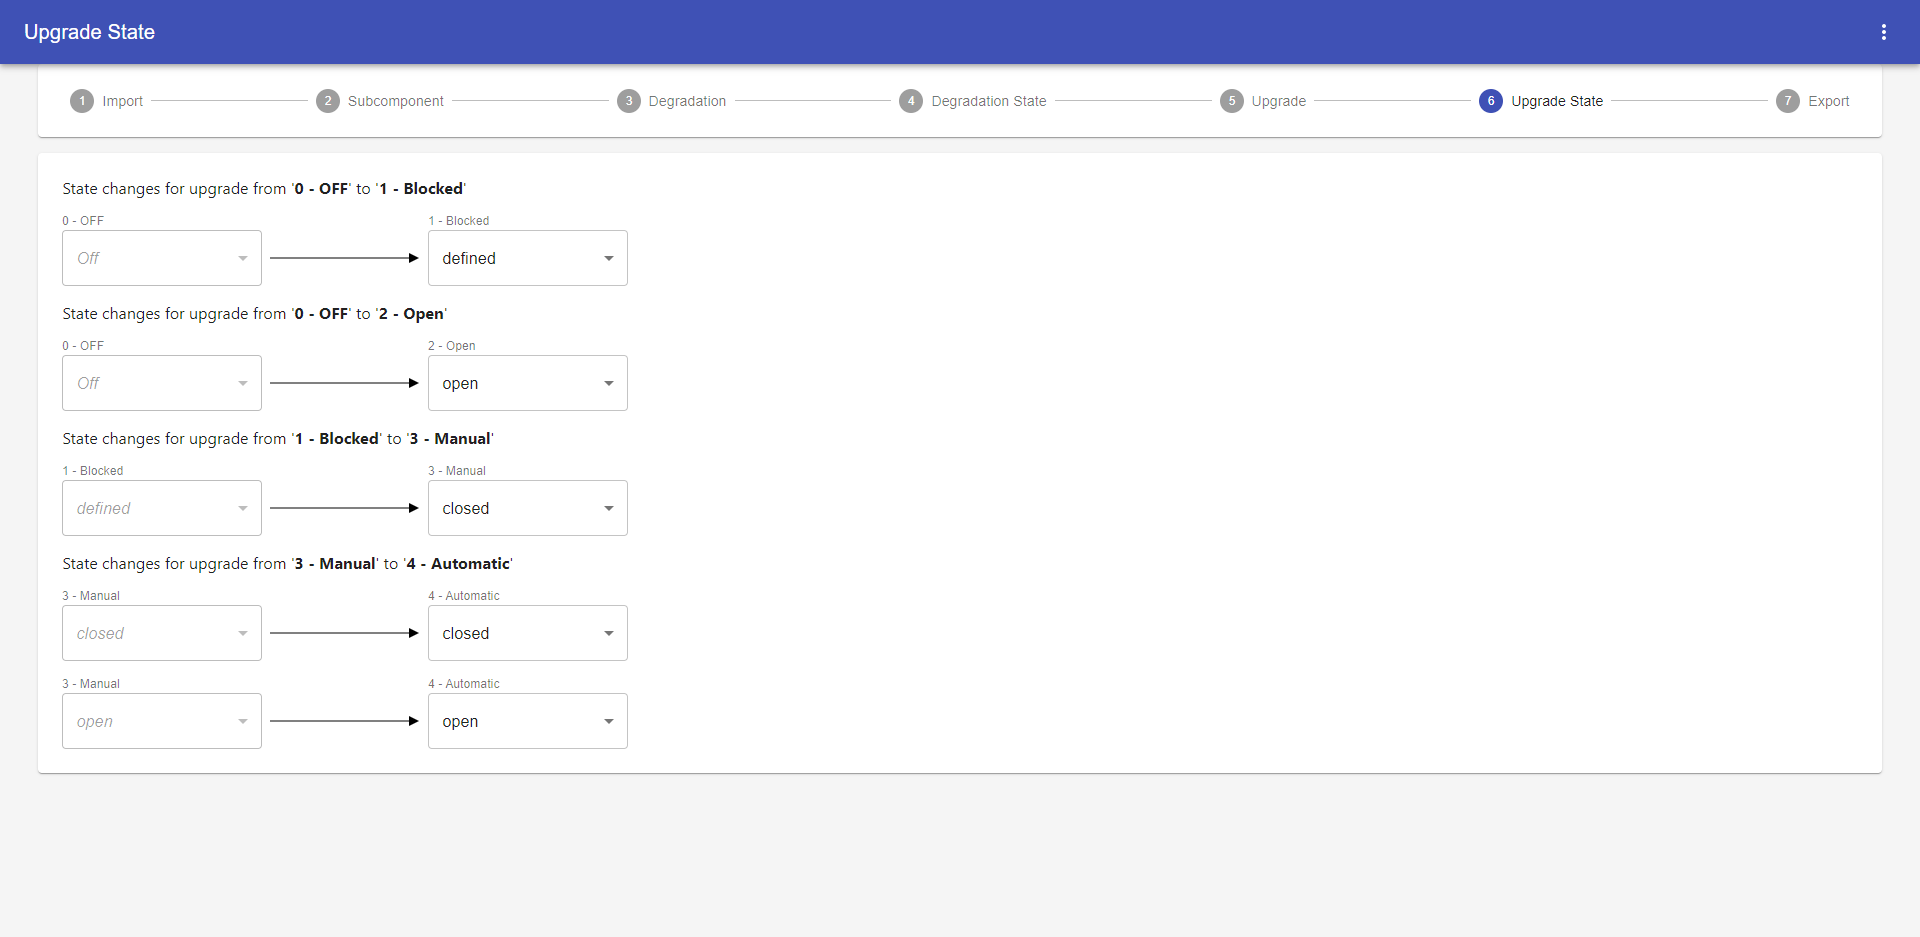 Upgrade State
1 Import 2 Subcomponent 3 Degradation 4 Degradation State 5 Upgrade 6 Upgrade State 7 Export
State changes for upgrade from '0 - OFF' to '1 - Blocked'
0 - OFF 1 - Blocked
Off defined
State changes for upgrade from '0 - OFF' to '2 - Open'
0 - OFF 2 - Open
Off open
State changes for upgrade from '1 - Blocked' to '3 - Manual'
1 - Blocked 3 - Manual
defined closed
State changes for upgrade from '3 - Manual' to '4 - Automatic'
3 - Manual 4 - Automatic
closed closed
3 - Manual 4 - Automatic
open open